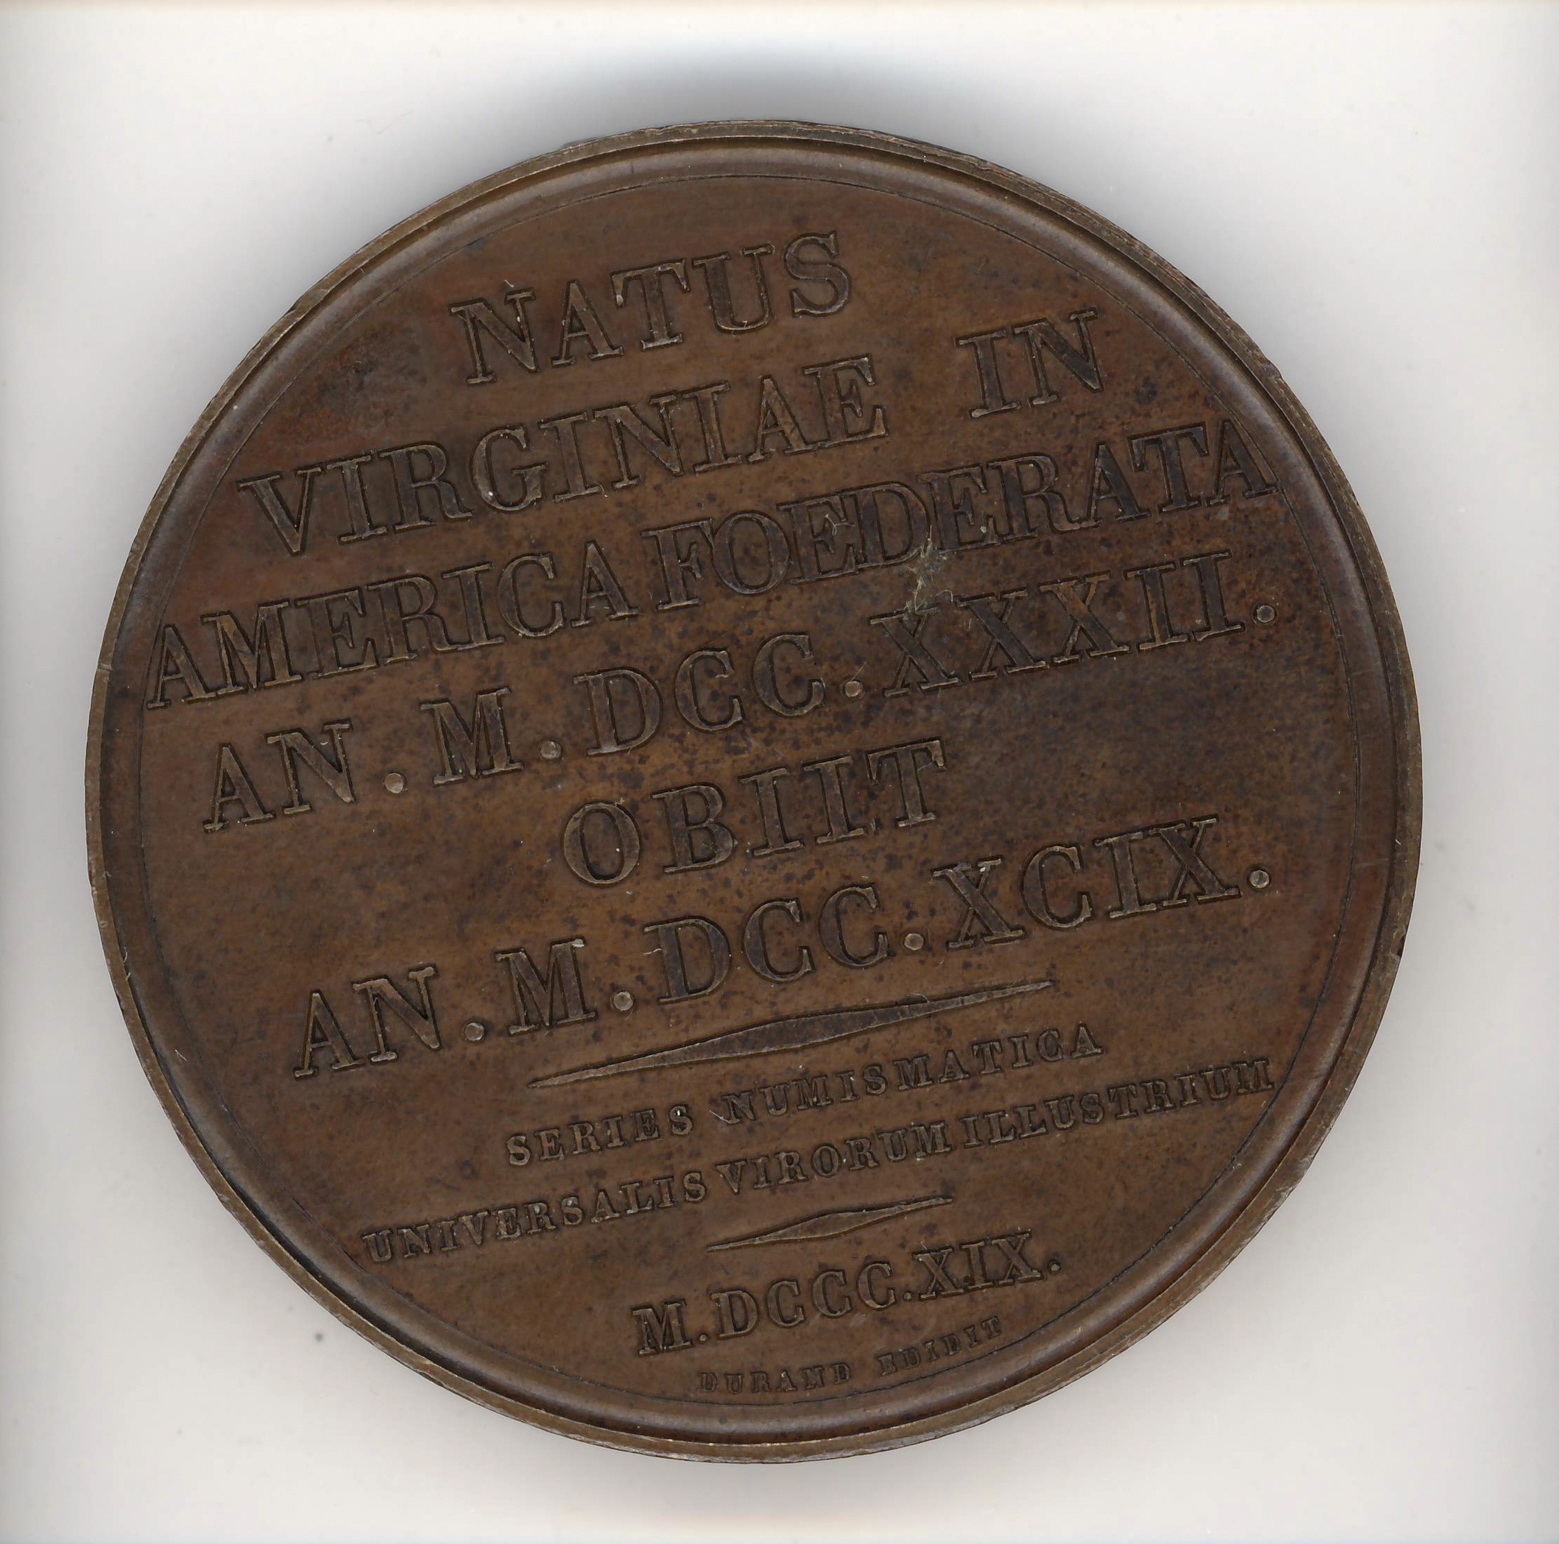 NATUS
VIRGINIAE IN
AMERICA FOEDERATA
AN. M. DCC. XXXII.
OBIIT
AN. M. DCC. XCIX.
SERIES NUMISMATICA
UNIVERSALIS VIRORUM ILLUSTRIUM
M. DCCC. XIX.
DURAND EDIDIT